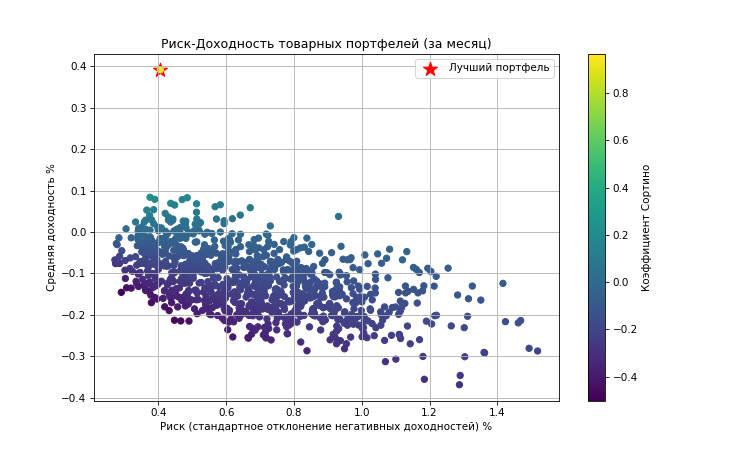 Риск-Доходность товарных портфелей (за месяц)
Лучший портфель
Средняя доходность %
0.4
0.3
0.2
0.1
0.0
−0.1
−0.2
−0.3
−0.4
0.4 0.6 0.8 1.0 1.2 1.4
Риск (стандартное отклонение негативных доходностей) %
0.8
0.6
0.4
0.2
0.0
−0.2
−0.4
Коэффициент Сортино